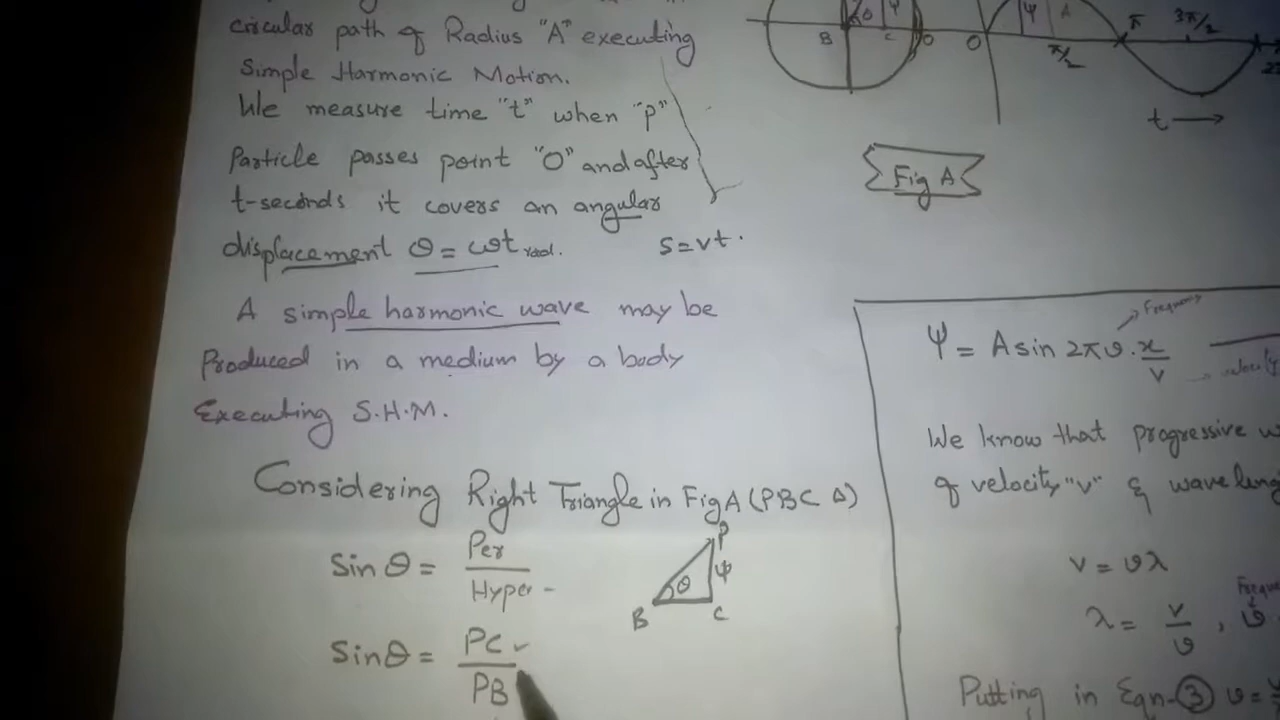 circular path of Radius "A" executing
Simple Harmonic Motion.
We measure time "t" when "P"
Particle passes point "O" and after
t-seconds it covers an angular
displacement θ = ωt rad. s=vt.
A simple harmonic wave may be
Produced in a medium by a body
Executing S.H.M.
Considering Right Triangle in Fig A (PBC Δ)
Sin θ = Per / Hyper
P
θ ψ
B C
Sin θ = PC / PB
B θ C ψ O
O ψ A π/2 π 3π/2
t →
Fig A
Frequency
ψ = A sin 2πυ. x/v
We know that progressive
of velocity "v" &
v = υλ
λ = v/υ , υ
Putting in Eqn-③ υ =